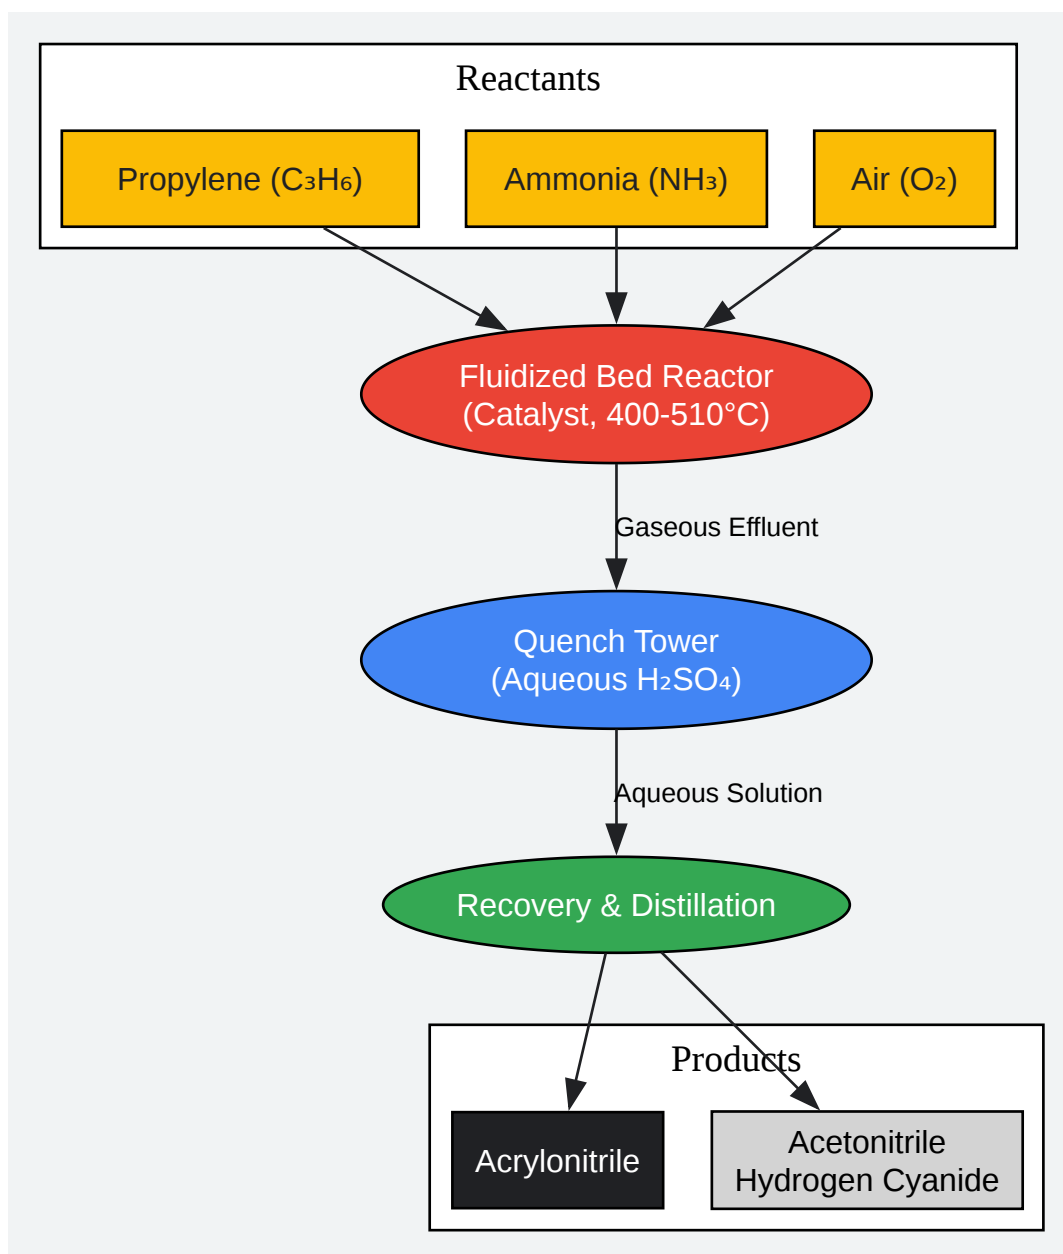 Reactants
Propylene (C₃H₆)
Ammonia (NH₃)
Air (O₂)
Fluidized Bed Reactor
(Catalyst, 400-510°C)
Gaseous Effluent
Quench Tower
(Aqueous H₂SO₄)
Aqueous Solution
Recovery & Distillation
Products
Acrylonitrile
Acetonitrile
Hydrogen Cyanide